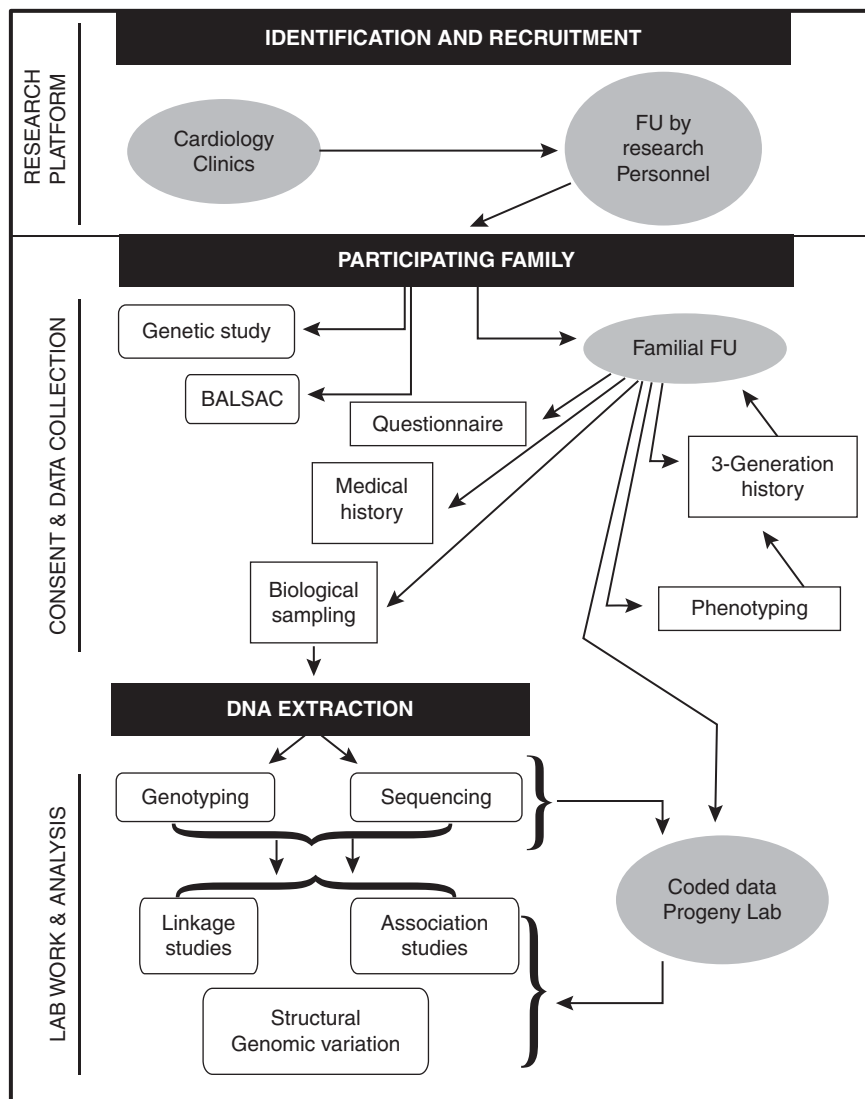 IDENTIFICATION AND RECRUITMENT
RESEARCH
PLATFORM
Cardiology
Clinics
FU by
research
Personnel
PARTICIPATING FAMILY
CONSENT & DATA COLLECTION
Genetic study
BALSAC
Familial FU
Questionnaire
3-Generation
history
Medical
history
Biological
sampling
Phenotyping
DNA EXTRACTION
LAB WORK & ANALYSIS
Genotyping
Sequencing
Coded data
Progeny Lab
Linkage
studies
Association
studies
Structural
Genomic variation